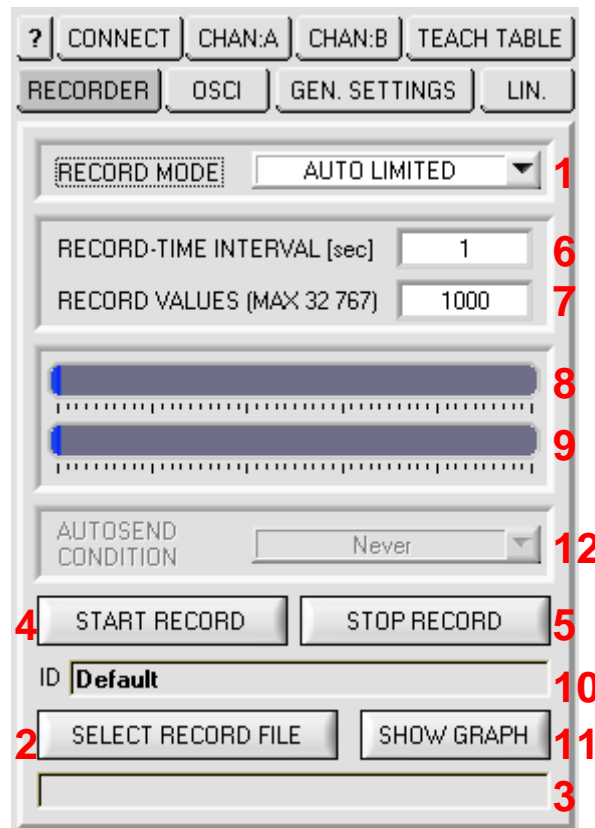 ? CONNECT CHAN:A CHAN:B TEACH TABLE
RECORDER OSCI GEN. SETTINGS LIN.
RECORD MODE AUTO LIMITED 1
RECORD-TIME INTERVAL [sec] 1 6
RECORD VALUES (MAX 32 767) 1000 7
8
9
AUTOSEND
CONDITION Never 12
4 START RECORD STOP RECORD 5
ID Default 10
2 SELECT RECORD FILE SHOW GRAPH 11
3